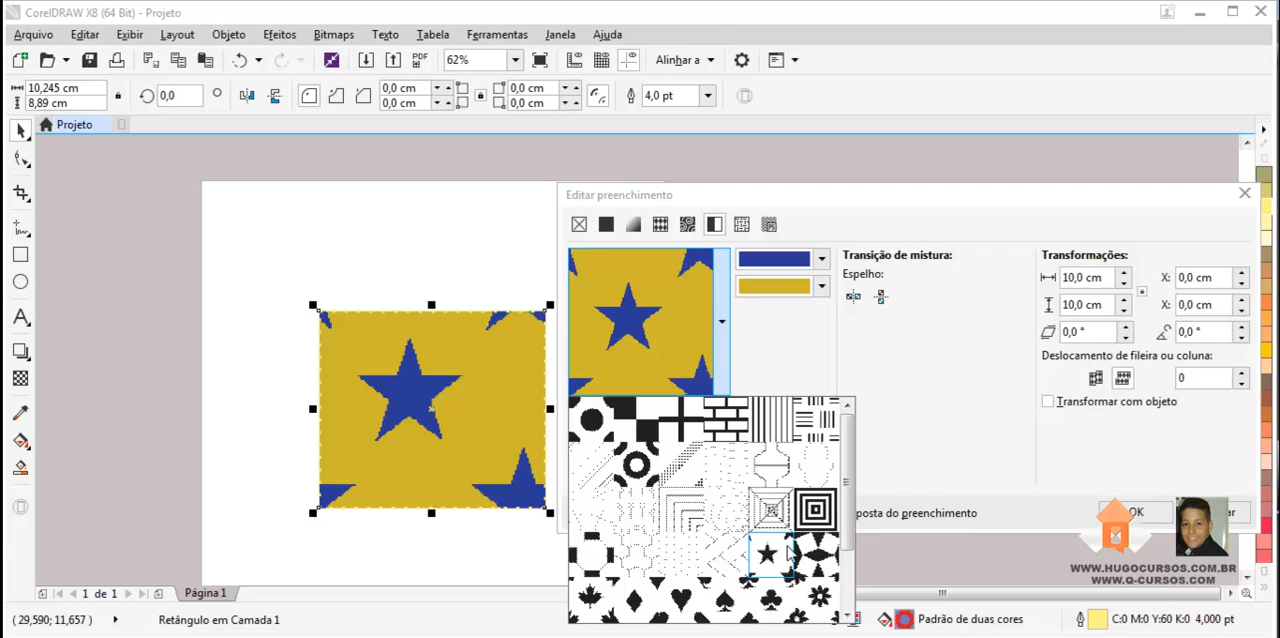 CorelDRAW X8 (64 Bit) - Projeto
Arquivo Editar Exibir Layout Objeto Efeitos Bitmaps Texto Tabela Ferramentas Janela Ajuda
PDF 62% Alinhar a
10,245 cm 0,0 0,0 cm 0,0 cm 4,0 pt
8,89 cm 0,0 cm 0,0 cm
Projeto
Editar preenchimento
Transição de mistura: Transformações:
Espelho: 10,0 cm X: 0,0 cm
10,0 cm Y: 0,0 cm
0,0 ° 0,0 °
Deslocamento de fileira ou coluna:
0
Transformar com objeto
posta do preenchimento OK ar
WWW.HUGOCURSOS.COM.BR
WWW.Q-CURSOS.COM
1 de 1 Página 1
( 29,590; 11,657 ) Retângulo em Camada 1 Padrão de duas cores C:0 M:0 Y:60 K:0 4,000 pt